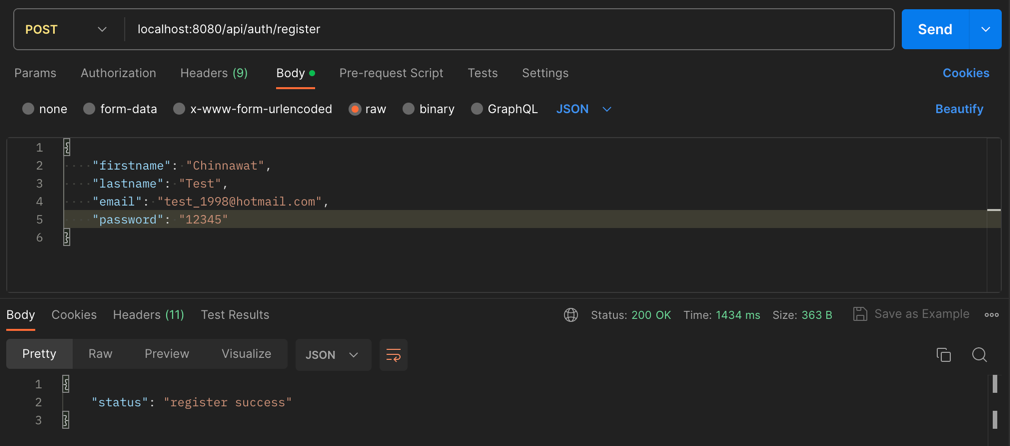 POST localhost:8080/api/auth/register Send
Params Authorization Headers (9) Body Pre-request Script Tests Settings Cookies
none form-data x-www-form-urlencoded raw binary GraphQL JSON Beautify
1 {
2 "firstname": "Chinnawat",
3 "lastname": "Test",
4 "email": "test_1998@hotmail.com",
5 "password": "12345"
6 }
Body Cookies Headers (11) Test Results Status: 200 OK Time: 1434 ms Size: 363 B Save as Example
Pretty Raw Preview Visualize JSON
1 {
2 "status": "register success"
3 }